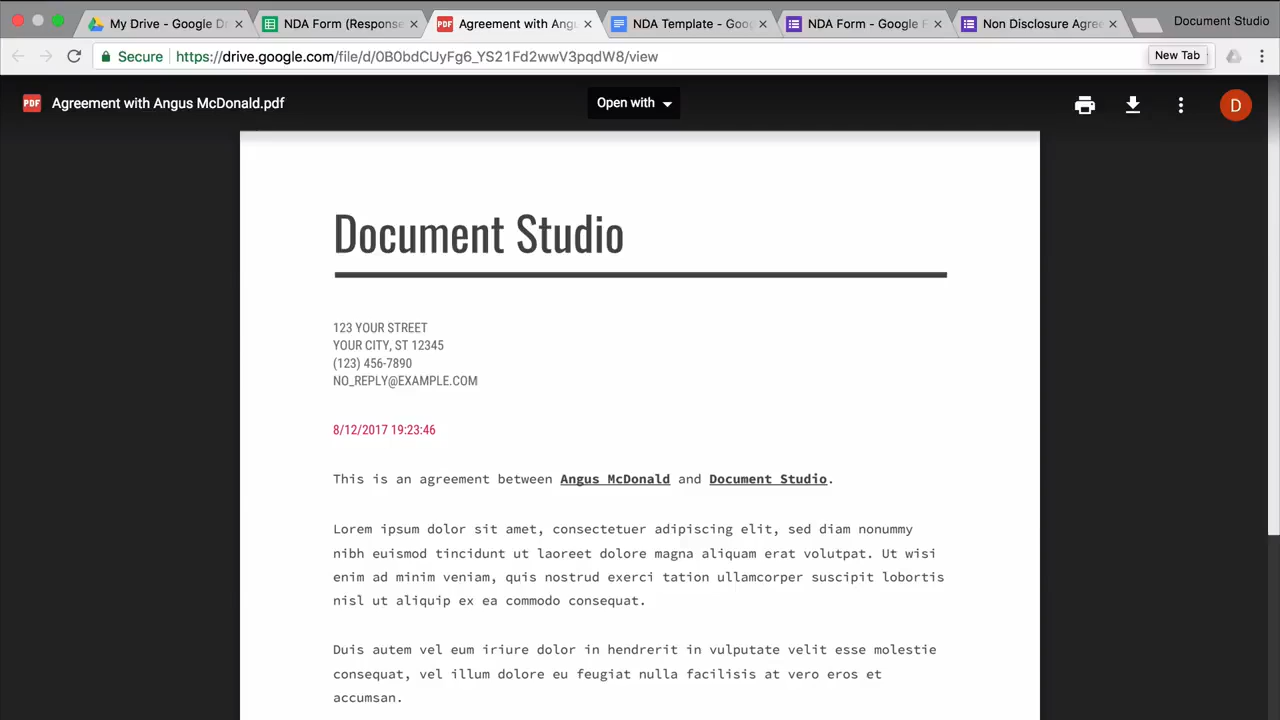 My Drive - Google Dr
NDA Form (Response
PDF Agreement with Angu
NDA Template - Goog
NDA Form - Google F
Non Disclosure Agre
Document Studio
Secure https://drive.google.com/file/d/0B0bdCUyFg6_YS21Fd2wwV3pqdW8/view
New Tab
PDF Agreement with Angus McDonald.pdf
Open with
D
Document Studio
123 YOUR STREET
YOUR CITY, ST 12345
(123) 456-7890
NO_REPLY@EXAMPLE.COM
8/12/2017 19:23:46
This is an agreement between Angus McDonald and Document Studio.
Lorem ipsum dolor sit amet, consectetuer adipiscing elit, sed diam nonummy
nibh euismod tincidunt ut laoreet dolore magna aliquam erat volutpat. Ut wisi
enim ad minim veniam, quis nostrud exerci tation ullamcorper suscipit lobortis
nisl ut aliquip ex ea commodo consequat.
Duis autem vel eum iriure dolor in hendrerit in vulputate velit esse molestie
consequat, vel illum dolore eu feugiat nulla facilisis at vero eros et
accumsan.